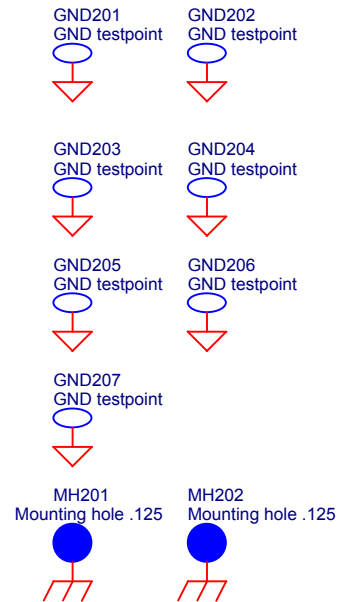 GND201
GND testpoint
GND202
GND testpoint
GND203
GND testpoint
GND204
GND testpoint
GND205
GND testpoint
GND206
GND testpoint
GND207
GND testpoint
MH201
Mounting hole .125
MH202
Mounting hole .125